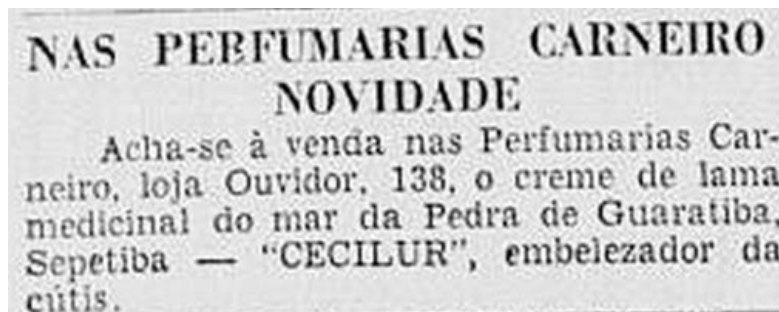 NAS PERFUMARIAS CARNEIRO
NOVIDADE
Acha-se à venda nas Perfumarias Car-
neiro, loja Ouvidor, 138, o creme de lama
medicinal do mar da Pedra de Guaratiba,
Sepetiba — "CECILUR", embelezador da
cútis.